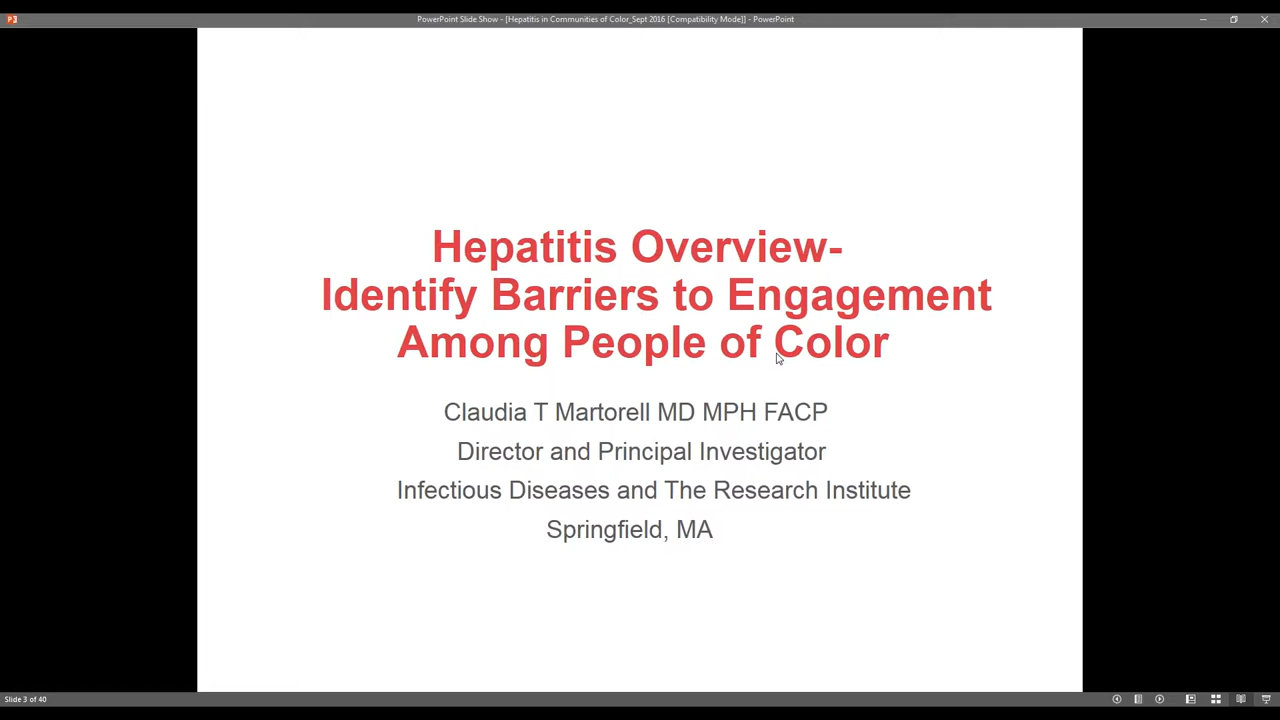 PowerPoint Slide Show - [Hepatitis in Communities of Color_Sept 2016 [Compatibility Mode]] - PowerPoint
Hepatitis Overview-
Identify Barriers to Engagement
Among People of Color
Claudia T Martorell MD MPH FACP
Director and Principal Investigator
Infectious Diseases and The Research Institute
Springfield, MA
Slide 3 of 40